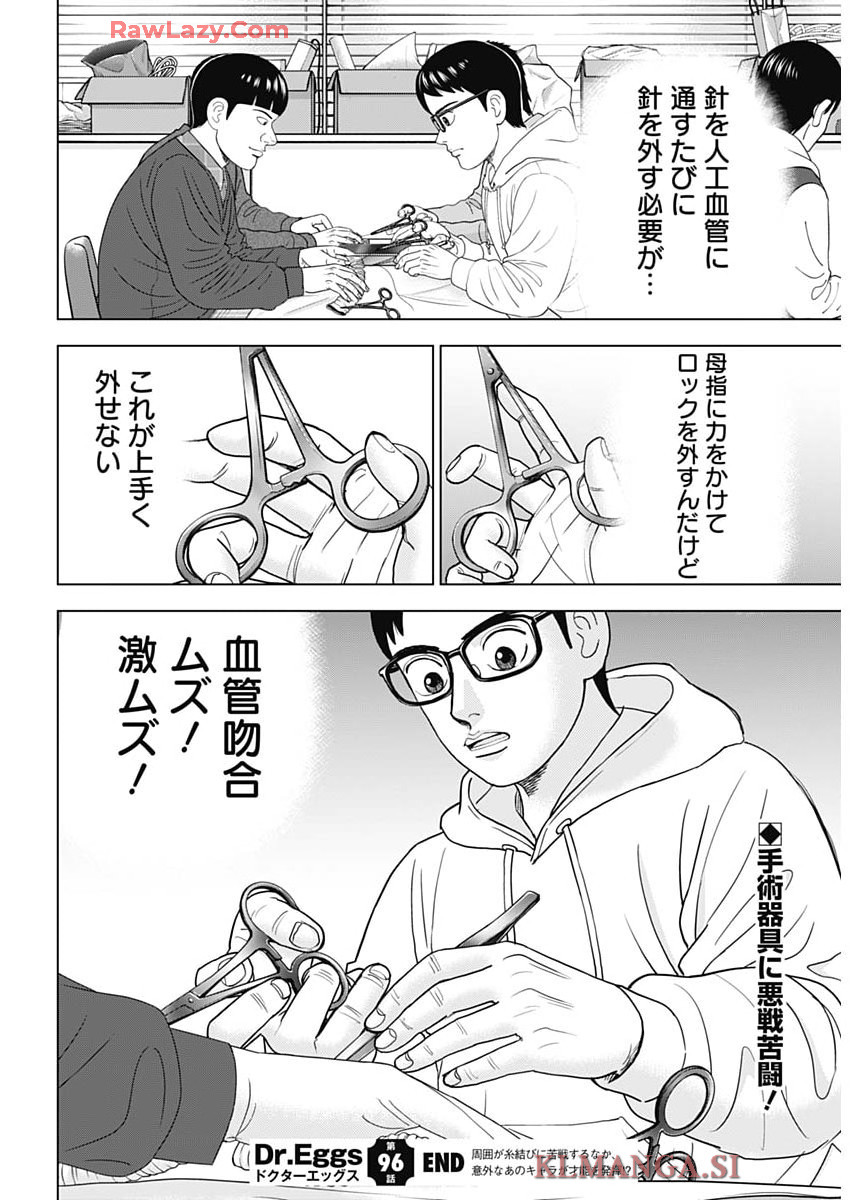 RawLazy.Com
針を人工血管に
通すたびに
針を外す必要が…
母指に力をかけて
ロックを外すんだけど
これが上手く
外せない
血管吻合
ムズ!
激ムズ!
◆手術器具に悪戦苦闘!
Dr.Eggs
ドクターエッグス
第
96
話
END
周囲が糸結びに苦戦するなか、
意外なあのキャラが才能を発揮!?
KLMANGA.SI